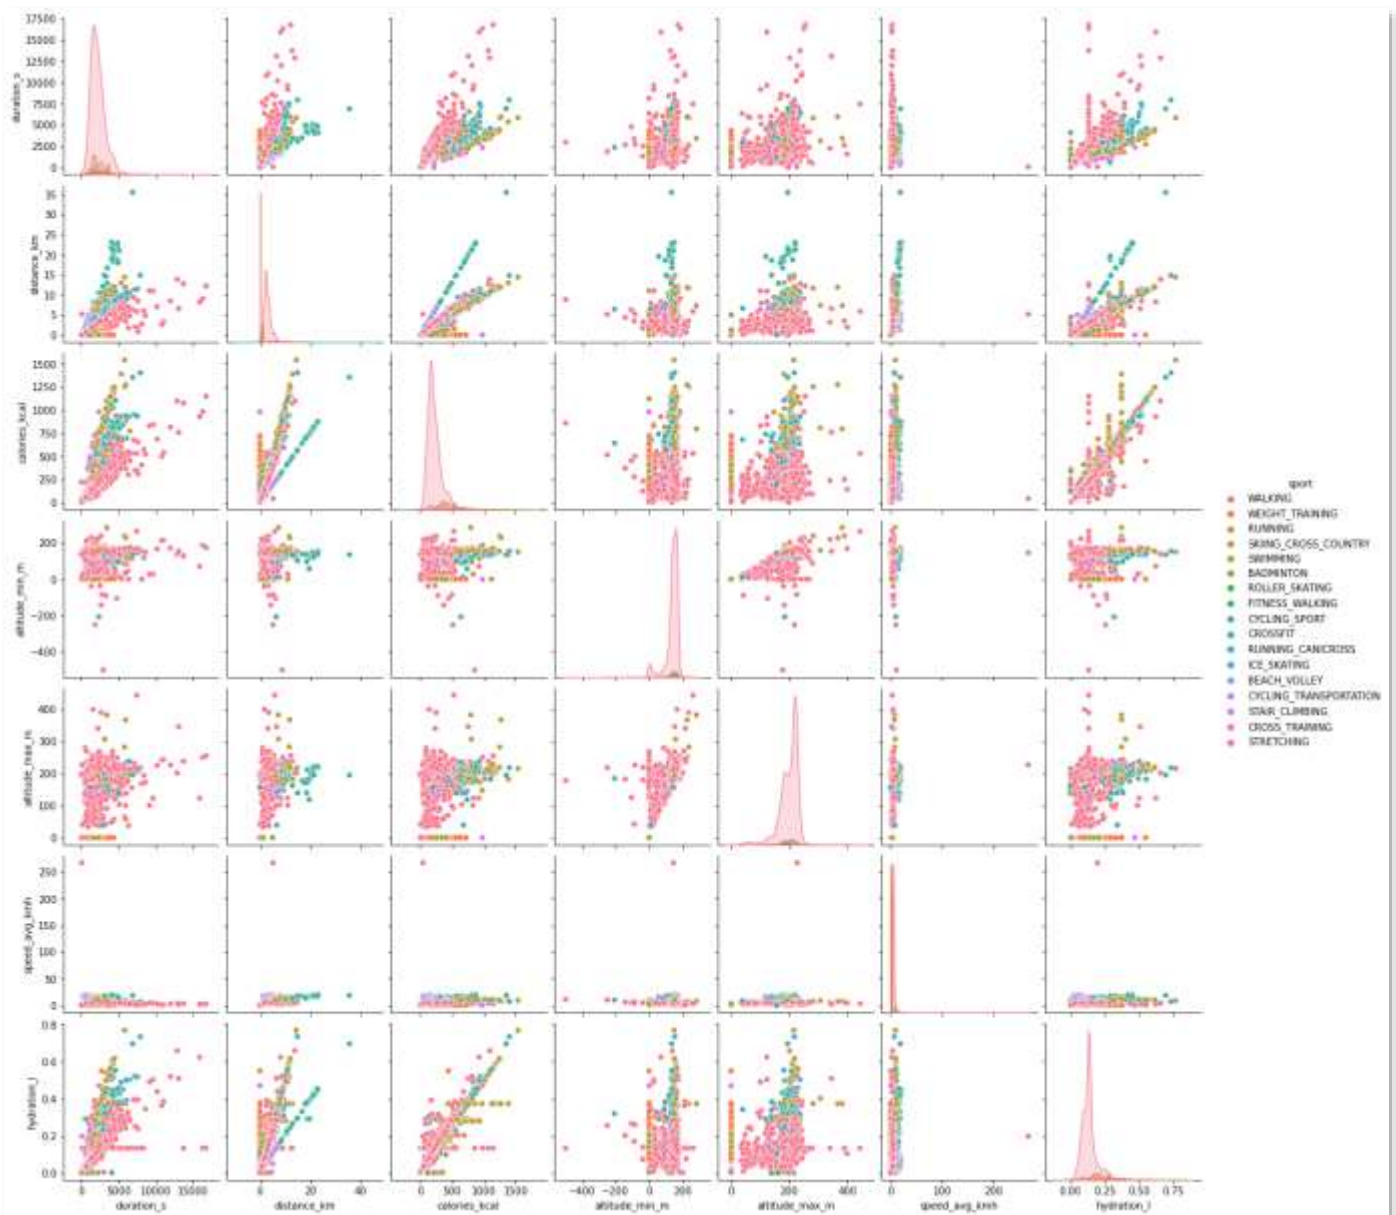 17500
15000
12500
10000
7500
5000
2500
0
duration_s
35
30
25
20
15
10
5
0
distance_km
1500
1250
1000
750
500
250
0
calories_kcal
200
0
−200
−400
altitude_min_m
400
300
200
100
0
altitude_max_m
250
200
150
100
50
0
speed_avg_kmh
0.8
0.6
0.4
0.2
0.0
hydration_l
0 5000 10000 15000
duration_s
0 20 40
distance_km
0 500 1000 1500
calories_kcal
−400 −200 0 200
altitude_min_m
0 200 400
altitude_max_m
0 100 200
speed_avg_kmh
0.00 0.25 0.50 0.75
hydration_l
sport
WALKING
WEIGHT_TRAINING
RUNNING
SKIING_CROSS_COUNTRY
SWIMMING
BADMINTON
ROLLER_SKATING
FITNESS_WALKING
CYCLING_SPORT
CROSSFIT
RUNNING_CANICROSS
ICE_SKATING
BEACH_VOLLEY
CYCLING_TRANSPORTATION
STAIR_CLIMBING
CROSS_TRAINING
STRETCHING